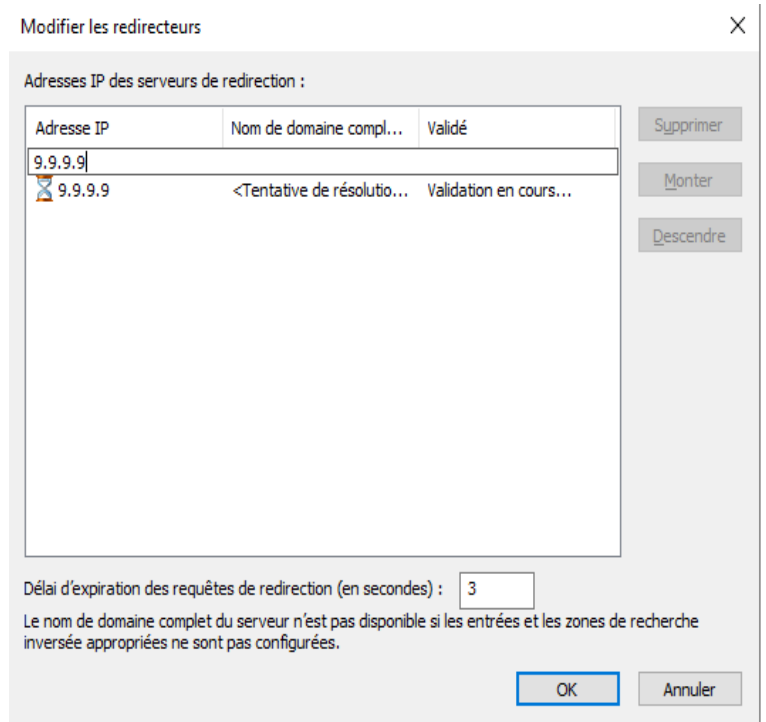 Modifier les redirecteurs
Adresses IP des serveurs de redirection :
Adresse IP Nom de domaine compl... Validé
9.9.9.9
9.9.9.9 <Tentative de résolutio... Validation en cours...
Supprimer
Monter
Descendre
Délai d’expiration des requêtes de redirection (en secondes) : 3
Le nom de domaine complet du serveur n’est pas disponible si les entrées et les zones de recherche
inversée appropriées ne sont pas configurées.
OK Annuler